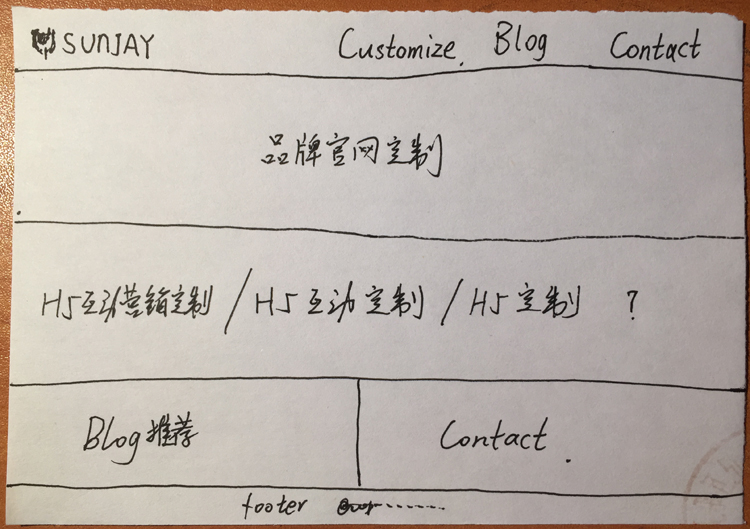 SUNJAY Customize. Blog Contact
品牌官网定制
H5互动营销定制 / H5互动定制 / H5定制 ?
Blog推荐 Contact.
footer